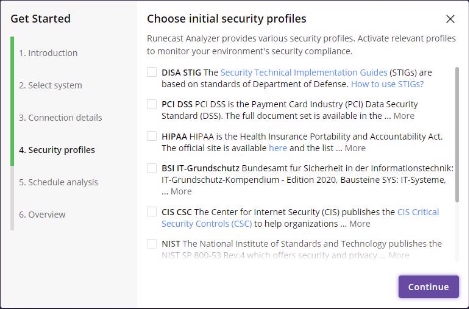 Get Started
1. Introduction
2. Select system
3. Connection details
4. Security profiles
5. Schedule analysis
6. Overview
Choose initial security profiles
Runecast Analyzer provides various security profiles. Activate relevant profiles
to monitor your environment's security compliance.
DISA STIG The Security Technical Implementation Guides (STIGs) are
based on standards of Department of Defense. How to use STIGs?
PCI DSS PCI DSS is the Payment Card Industry (PCI) Data Security
Standard (DSS). The full document set is available in the ... More
HIPAA HIPAA is the Health Insurance Portability and Accountability Act.
The official site is available here and the list ... More
BSI IT-Grundschutz Bundesamt fur Sicherheit in der Informationstechnik:
IT-Grundschutz-Kompendium - Edition 2020, Bausteine SYS: IT-Systeme,
... More
CIS CSC The Center for Internet Security (CIS) publishes the CIS Critical
Security Controls (CSC) to help organizations ... More
NIST The National Institute of Standards and Technology publishes the
NIST SP 800-53 Rev.4 which offers security and privacy ... More
Continue